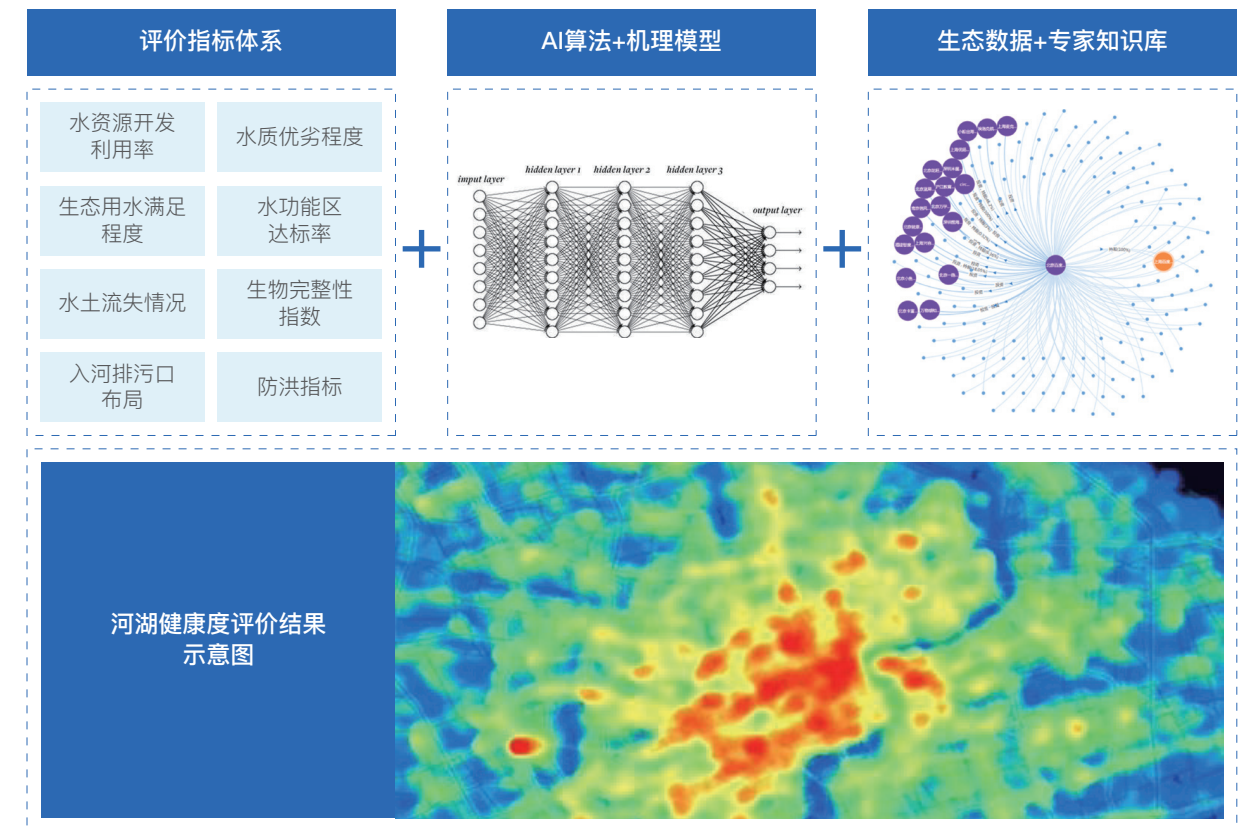 评价指标体系
AI算法+机理模型
生态数据+专家知识库
水资源开发
利用率
水质优劣程度
生态用水满足
程度
水功能区
达标率
水土流失情况
生物完整性
指数
入河排污口
布局
防洪指标
imput layer
hidden layer 1
hidden layer 2
hidden layer 3
output layer
河湖健康度评价结果
示意图